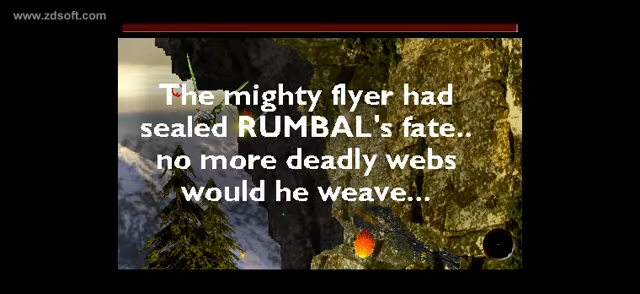 www.zdsoft.com
The mighty flyer had
sealed RUMBAL's fate..
no more deadly webs
would he weave...